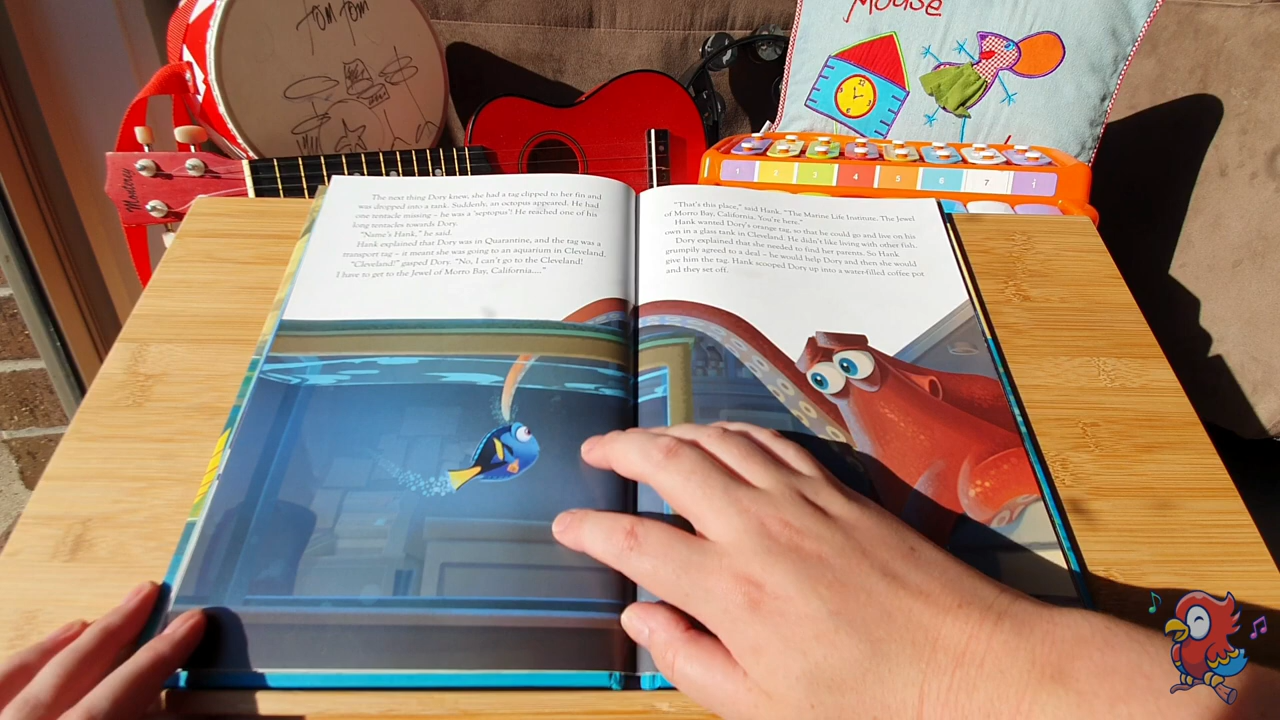 Tom Tom
Mouse
Mahalo
1 2 3 4 5 6 7 i
The next thing Dory knew, she had a tag clipped to her fin and
was dropped into a tank. Suddenly, an octopus appeared. He had
one tentacle missing – he was a 'septopus'! He reached one of his
long tentacles towards Dory.
"Name's Hank," he said.
Hank explained that Dory was in Quarantine, and the tag was a
transport tag – it meant she was going to an aquarium in Cleveland.
"Cleveland!" gasped Dory. "No, I can't go to the Cleveland!
I have to get to the Jewel of Morro Bay, California...."
"That's this place," said Hank. "The Marine Life Institute. The Jewel
of Morro Bay, California. You're here."
Hank wanted Dory's orange tag, so that he could go and live on his
own in a glass tank in Cleveland. He didn't like living with other fish.
Dory explained that she needed to find her parents. So Hank
grumpily agreed to a deal – he would help Dory and then she would
give him the tag. Hank scooped Dory up into a water-filled coffee pot
and they set off.